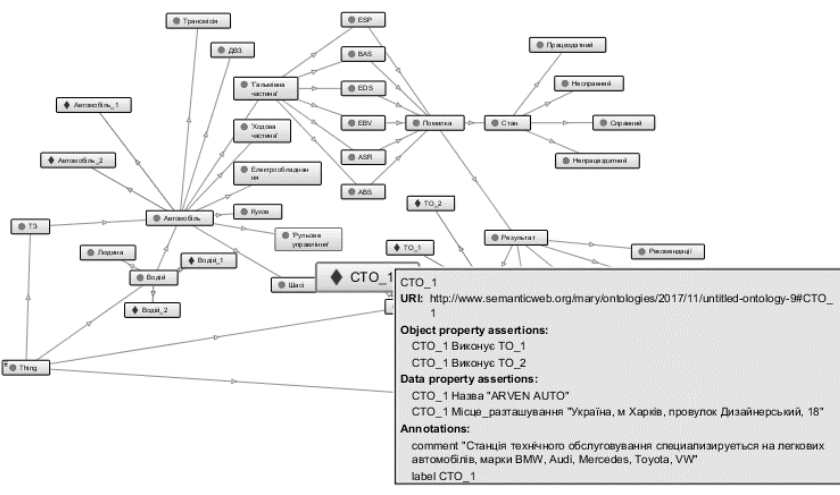 ESP
Трансмісія
ДВЗ
BAS
Працездатний
'Гальмівна
частина'
EDS
Несправний
Автомобіль_1
EBV
Помилка
Стан
Справний
'Ходова
частина'
ASR
Непрацездатний
Автомобіль_2
Електрообладнан
ня
ABS
ТО_2
Кузов
Автомобіль
ТЗ
'Рульове
управління'
Результат
ТО_1
Рекомендації
Людина
Водій_1
Водій
СТО_1
Шасі
Водій_2
Thing
СТО_1
URI: http://www.semanticweb.org/mary/ontologies/2017/11/untitled-ontology-9#СТО_
1
Object property assertions:
СТО_1 Виконує ТО_1
СТО_1 Виконує ТО_2
Data property assertions:
СТО_1 Назва "ARVEN AUTO"
СТО_1 Місце_разташування "Україна, м Харків, провулок Дизайнерський, 18"
Annotations:
comment "Станція технічного обслуговування специализируеться на легкових
автомобілів, марки BMW, Audi, Mercedes, Toyota, VW"
label СТО_1